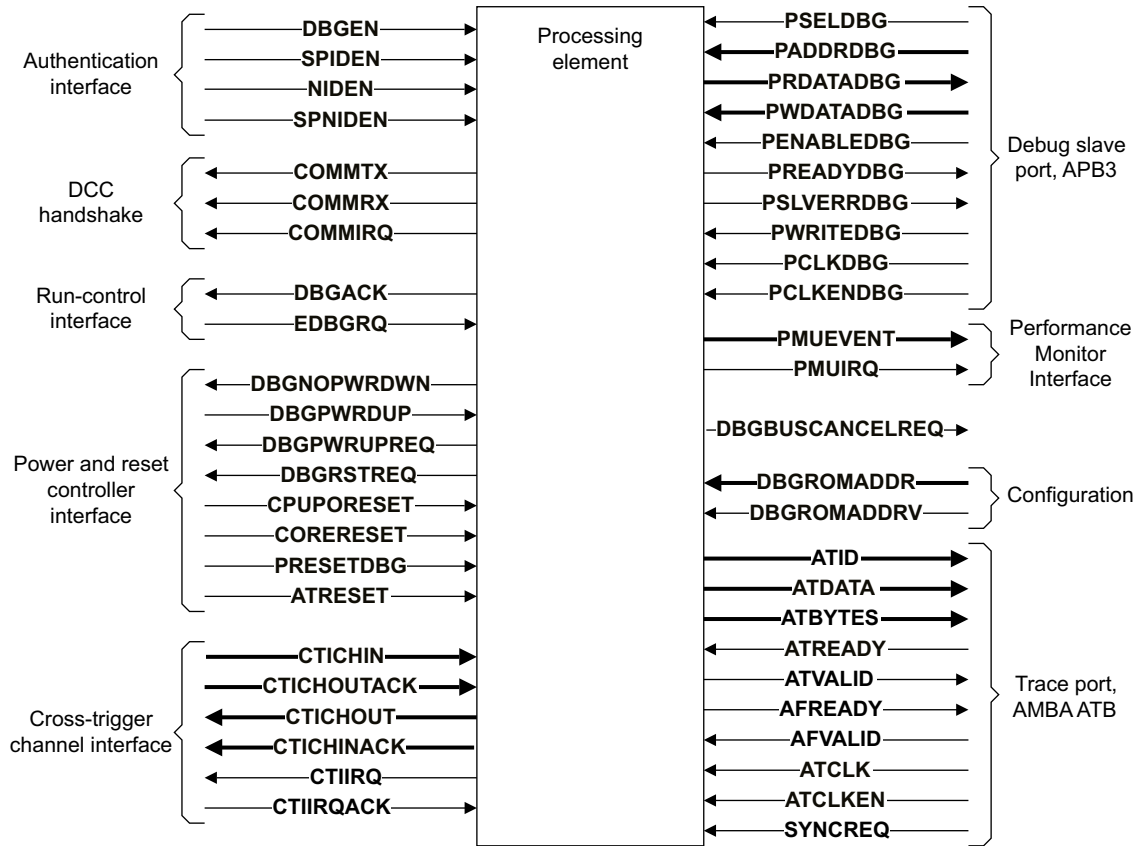 Authentication
interface
DBGEN
SPIDEN
NIDEN
SPNIDEN
DCC
handshake
COMMTX
COMMRX
COMMIRQ
Run-control
interface
DBGACK
EDBGRQ
Power and reset
controller
interface
DBGNOPWRDWN
DBGPWRDUP
DBGPWRUPREQ
DBGRSTREQ
CPUPORESET
CORERESET
PRESETDBG
ATRESET
Cross-trigger
channel interface
CTICHIN
CTICHOUTACK
CTICHOUT
CTICHINACK
CTIIRQ
CTIIRQACK
Processing
element
PSELDBG
PADDRDBG
PRDATADBG
PWDATADBG
PENABLEDBG
PREADYDBG
PSLVERRDBG
PWRITEDBG
PCLKDBG
PCLKENDBG
Debug slave
port, APB3
PMUEVENT
PMUIRQ
Performance
Monitor
Interface
DBGBUSCANCELREQ
DBGROMADDR
DBGROMADDRV
Configuration
ATID
ATDATA
ATBYTES
ATREADY
ATVALID
AFREADY
AFVALID
ATCLK
ATCLKEN
SYNCREQ
Trace port,
AMBA ATB